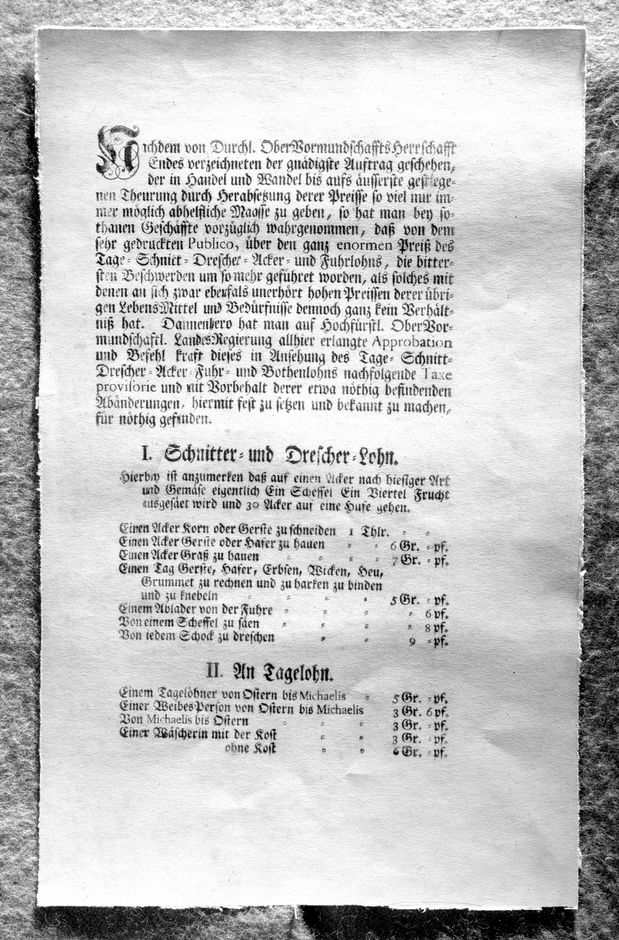 Nachdem von Durchl. OberVormundschaffts Herrschafft
Endes verzeichneten der gnädigste Auftrag geschehen,
der in Handel und Wandel bis aufs äusserste gestiege-
nen Theurung durch Herabsetzung derer Preisse so viel nur im-
mer möglich abhelfliche Maasse zu geben, so hat man bey so-
thanen Geschäffte vorzüglich wahrgenommen, daß von dem
sehr gedruckten Publico, über den ganz enormen Preiß des
Tage- Schnitt- Drescher- Acker- und Fuhrlohns, die bitter-
sten Beschwerden um so mehr geführet worden, als solches mit
denen an sich zwar ebenfals unerhört hohen Preissen derer übri-
gen LebensMittel und Bedürfnisse dennoch ganz kein Verhält-
niß hat. Dannenhero hat man auf Hochfürstl. OberVor-
mundschaftl. LandesRegierung allhier erlangte Approbation
und Befehl kraft dieses in Ansehung des Tage- Schnitt-
Drescher- Acker- Fuhr- und Bothenlohns nachfolgende Taxe
provisorie und mit Vorbehalt derer etwa nöthig befindenden
Abänderungen, hiermit fest zu setzen und bekannt zu machen,
für nöthig gefunden.
I. Schnitter- und Drescher-Lohn.
Hierbey ist anzumerken daß auf einen Acker nach hiesiger Art
und Gemäse eigentlich Ein Scheffel Ein Viertel Frucht
ausgesäet wird und 30 Acker auf eine Hufe gehen.
Einen Acker Korn oder Gerste zu schneiden 1 Thlr. - -
Einen Acker Gerste oder Hafer zu hauen - - 6 Gr. - pf.
Einen Acker Graß zu hauen - - - 7 Gr. - pf.
Einen Tag Gerste, Hafer, Erbsen, Wicken, Heu,
Grummet zu rechnen und zu harken zu binden
und zu knebeln - - - - 5 Gr. - pf.
Einem Ablader von der Fuhre - - - - 6 pf.
Von einem Scheffel zu säen - - - - 8 pf.
Von jedem Schock zu dreschen - - 9 - pf.
II. An Tagelohn.
Einem Tagelöhner von Ostern bis Michaelis - 5 Gr. - pf.
Einer WeibesPerson von Ostern bis Michaelis 3 Gr. 6 pf.
Von Michaelis bis Ostern - - - 3 Gr. - pf.
Einer Wäscherin mit der Kost - - 3 Gr. - pf.
ohne Kost - - 6 Gr. - pf.